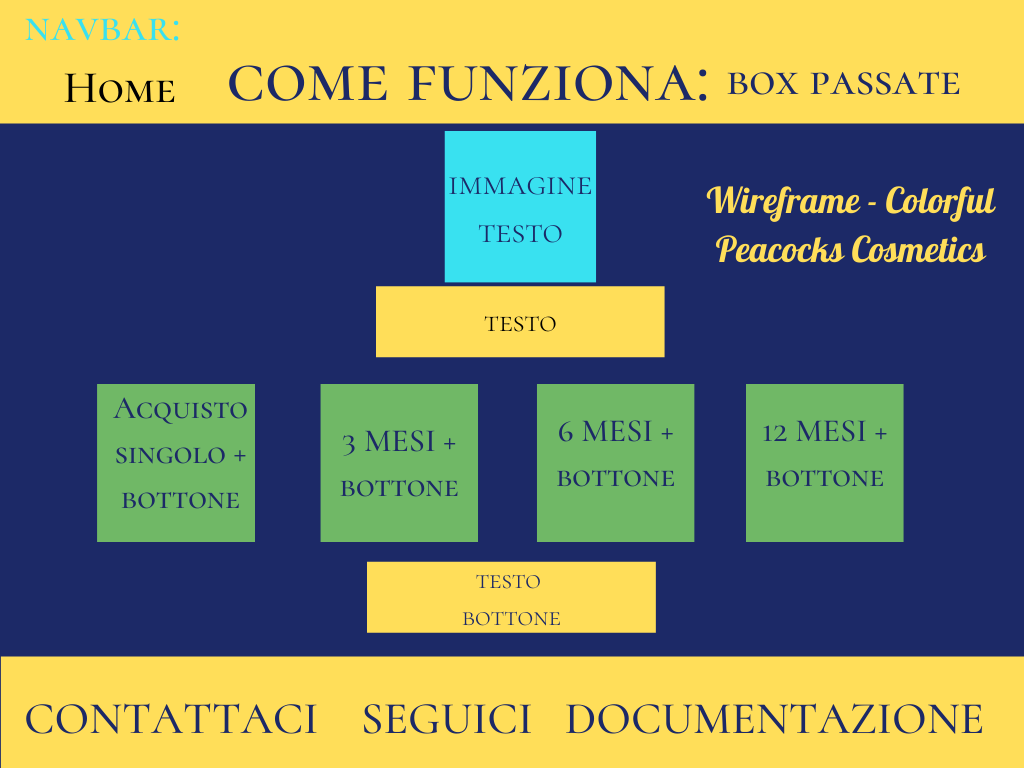 NAVBAR:
Home
COME FUNZIONA:
BOX PASSATE
IMMAGINE
TESTO
Wireframe - Colorful
Peacocks Cosmetics
TESTO
Acquisto
singolo +
bottone
3 MESI +
BOTTONE
6 MESI +
BOTTONE
12 MESI +
BOTTONE
TESTO
BOTTONE
CONTATTACI
SEGUICI
DOCUMENTAZIONE